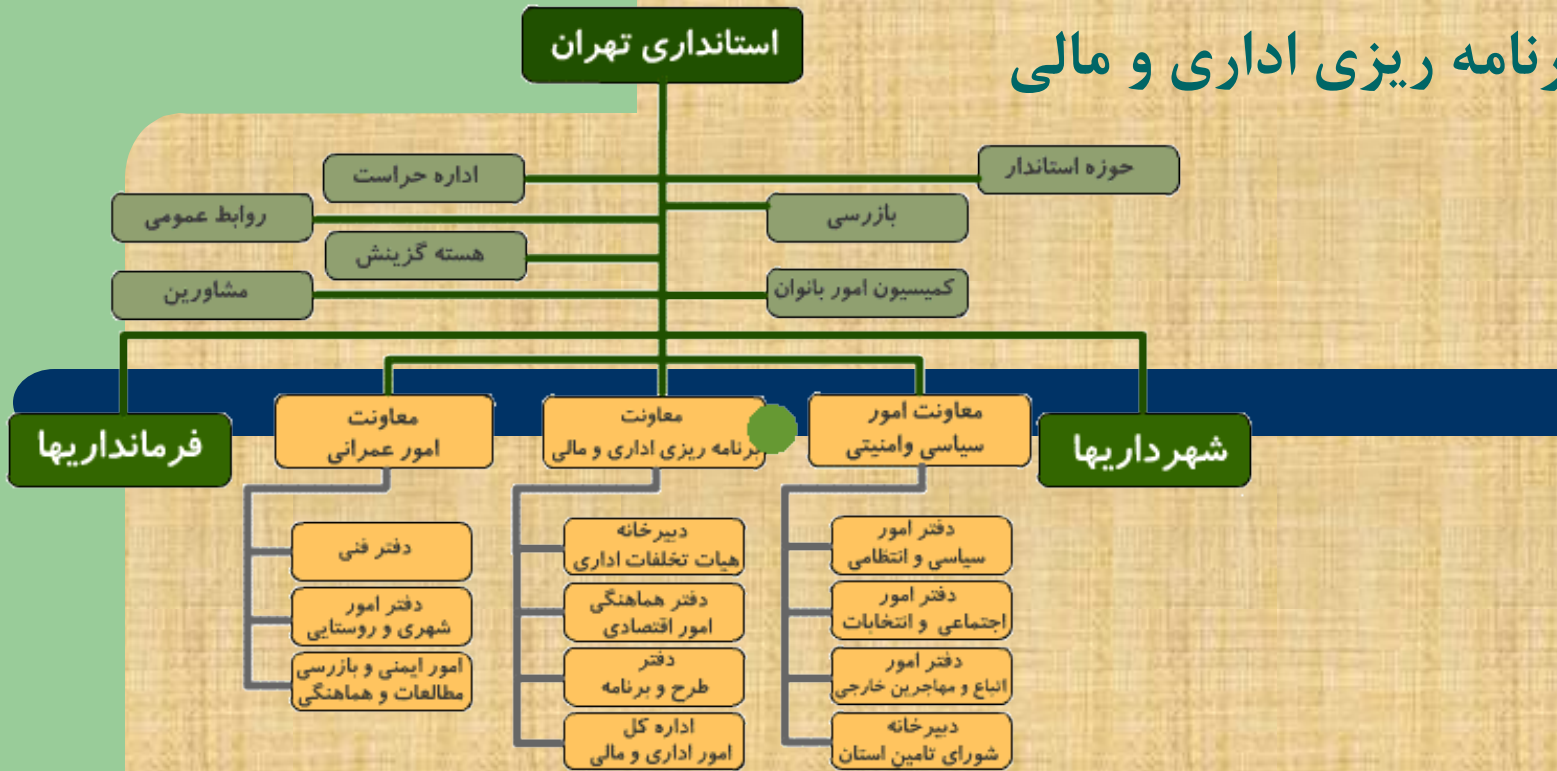 رنامه ریزی اداری و مالی
استانداری تهران
حوزه استاندار
اداره حراست
بازرسی
روابط عمومی
هسته گزینش
کمیسیون امور بانوان
مشاورین
شهرداریها
معاونت امور
سیاسی وامنیتی
معاونت
برنامه ریزی اداری و مالی
معاونت
امور عمرانی
فرمانداریها
دفتر امور
سیاسی و انتظامی
دفتر امور
اجتماعی و انتخابات
دفتر امور
اتباع و مهاجرین خارجی
دبیرخانه
شورای تامین استان
دبیرخانه
هیات تخلفات اداری
دفتر هماهنگی
امور اقتصادی
دفتر
طرح و برنامه
اداره کل
امور اداری و مالی
دفتر فنی
دفتر امور
شهری و روستایی
امور ایمنی و بازرسی
مطالعات و هماهنگی